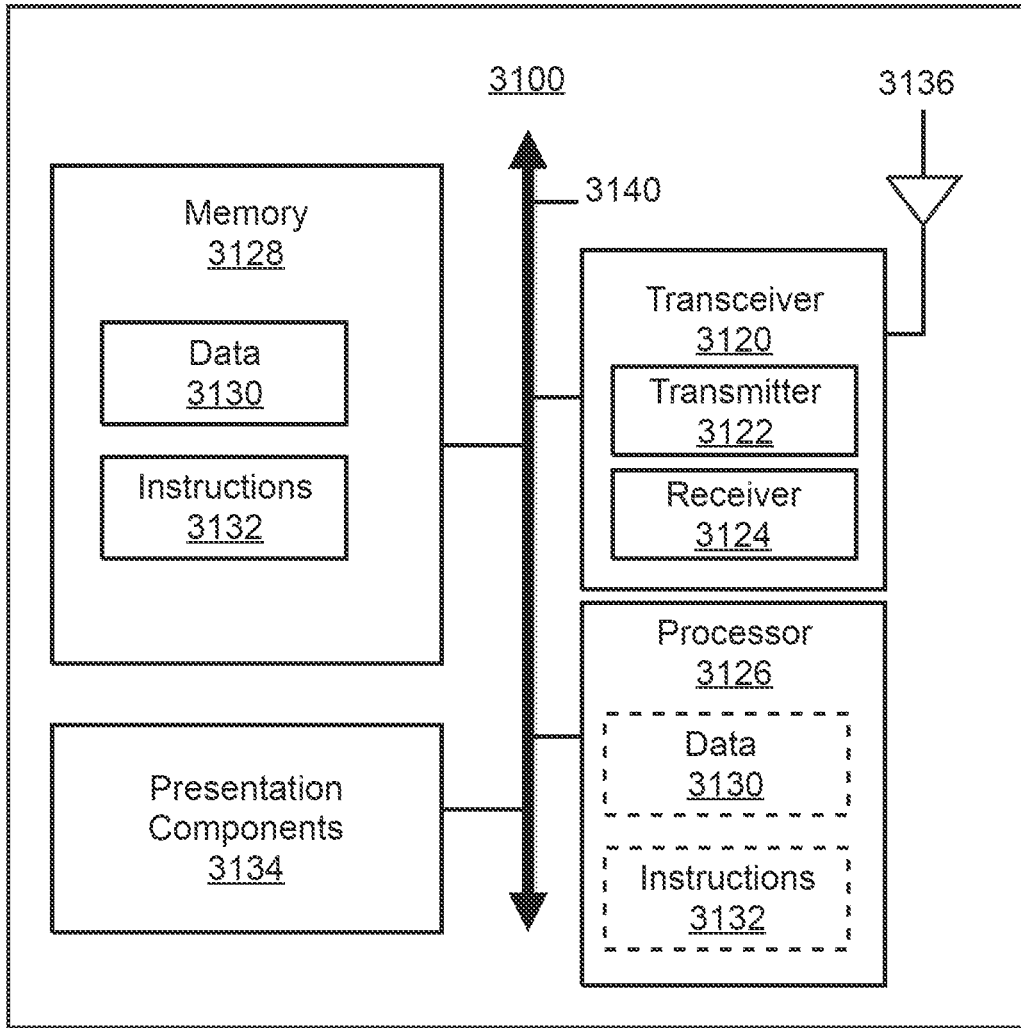 3100
3136
3140
Memory
3128
Data
3130
Instructions
3132
Transceiver
3120
Transmitter
3122
Receiver
3124
Processor
3126
Data
3130
Instructions
3132
Presentation
Components
3134